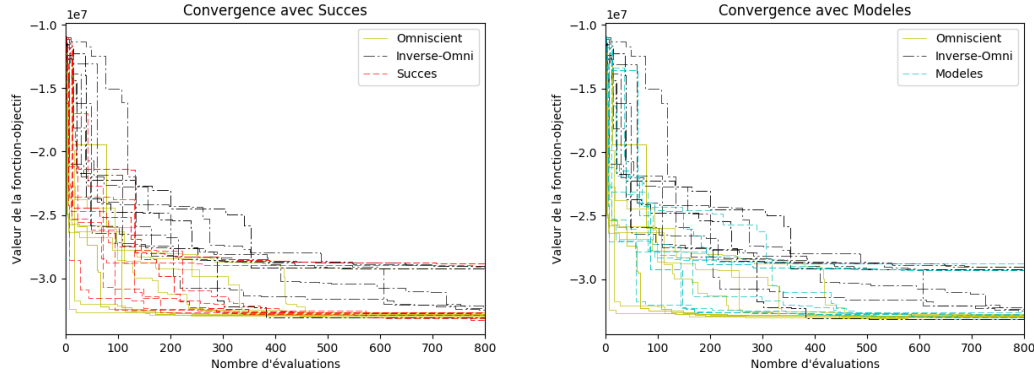 Convergence avec Succes
1e7
Valeur de la fonction-objectif
−1.0
−1.5
−2.0
−2.5
−3.0
Omniscient
Inverse-Omni
Succes
0 100 200 300 400 500 600 700 800
Nombre d'évaluations
Convergence avec Modeles
1e7
Valeur de la fonction-objectif
−1.0
−1.5
−2.0
−2.5
−3.0
Omniscient
Inverse-Omni
Modeles
0 100 200 300 400 500 600 700 800
Nombre d'évaluations